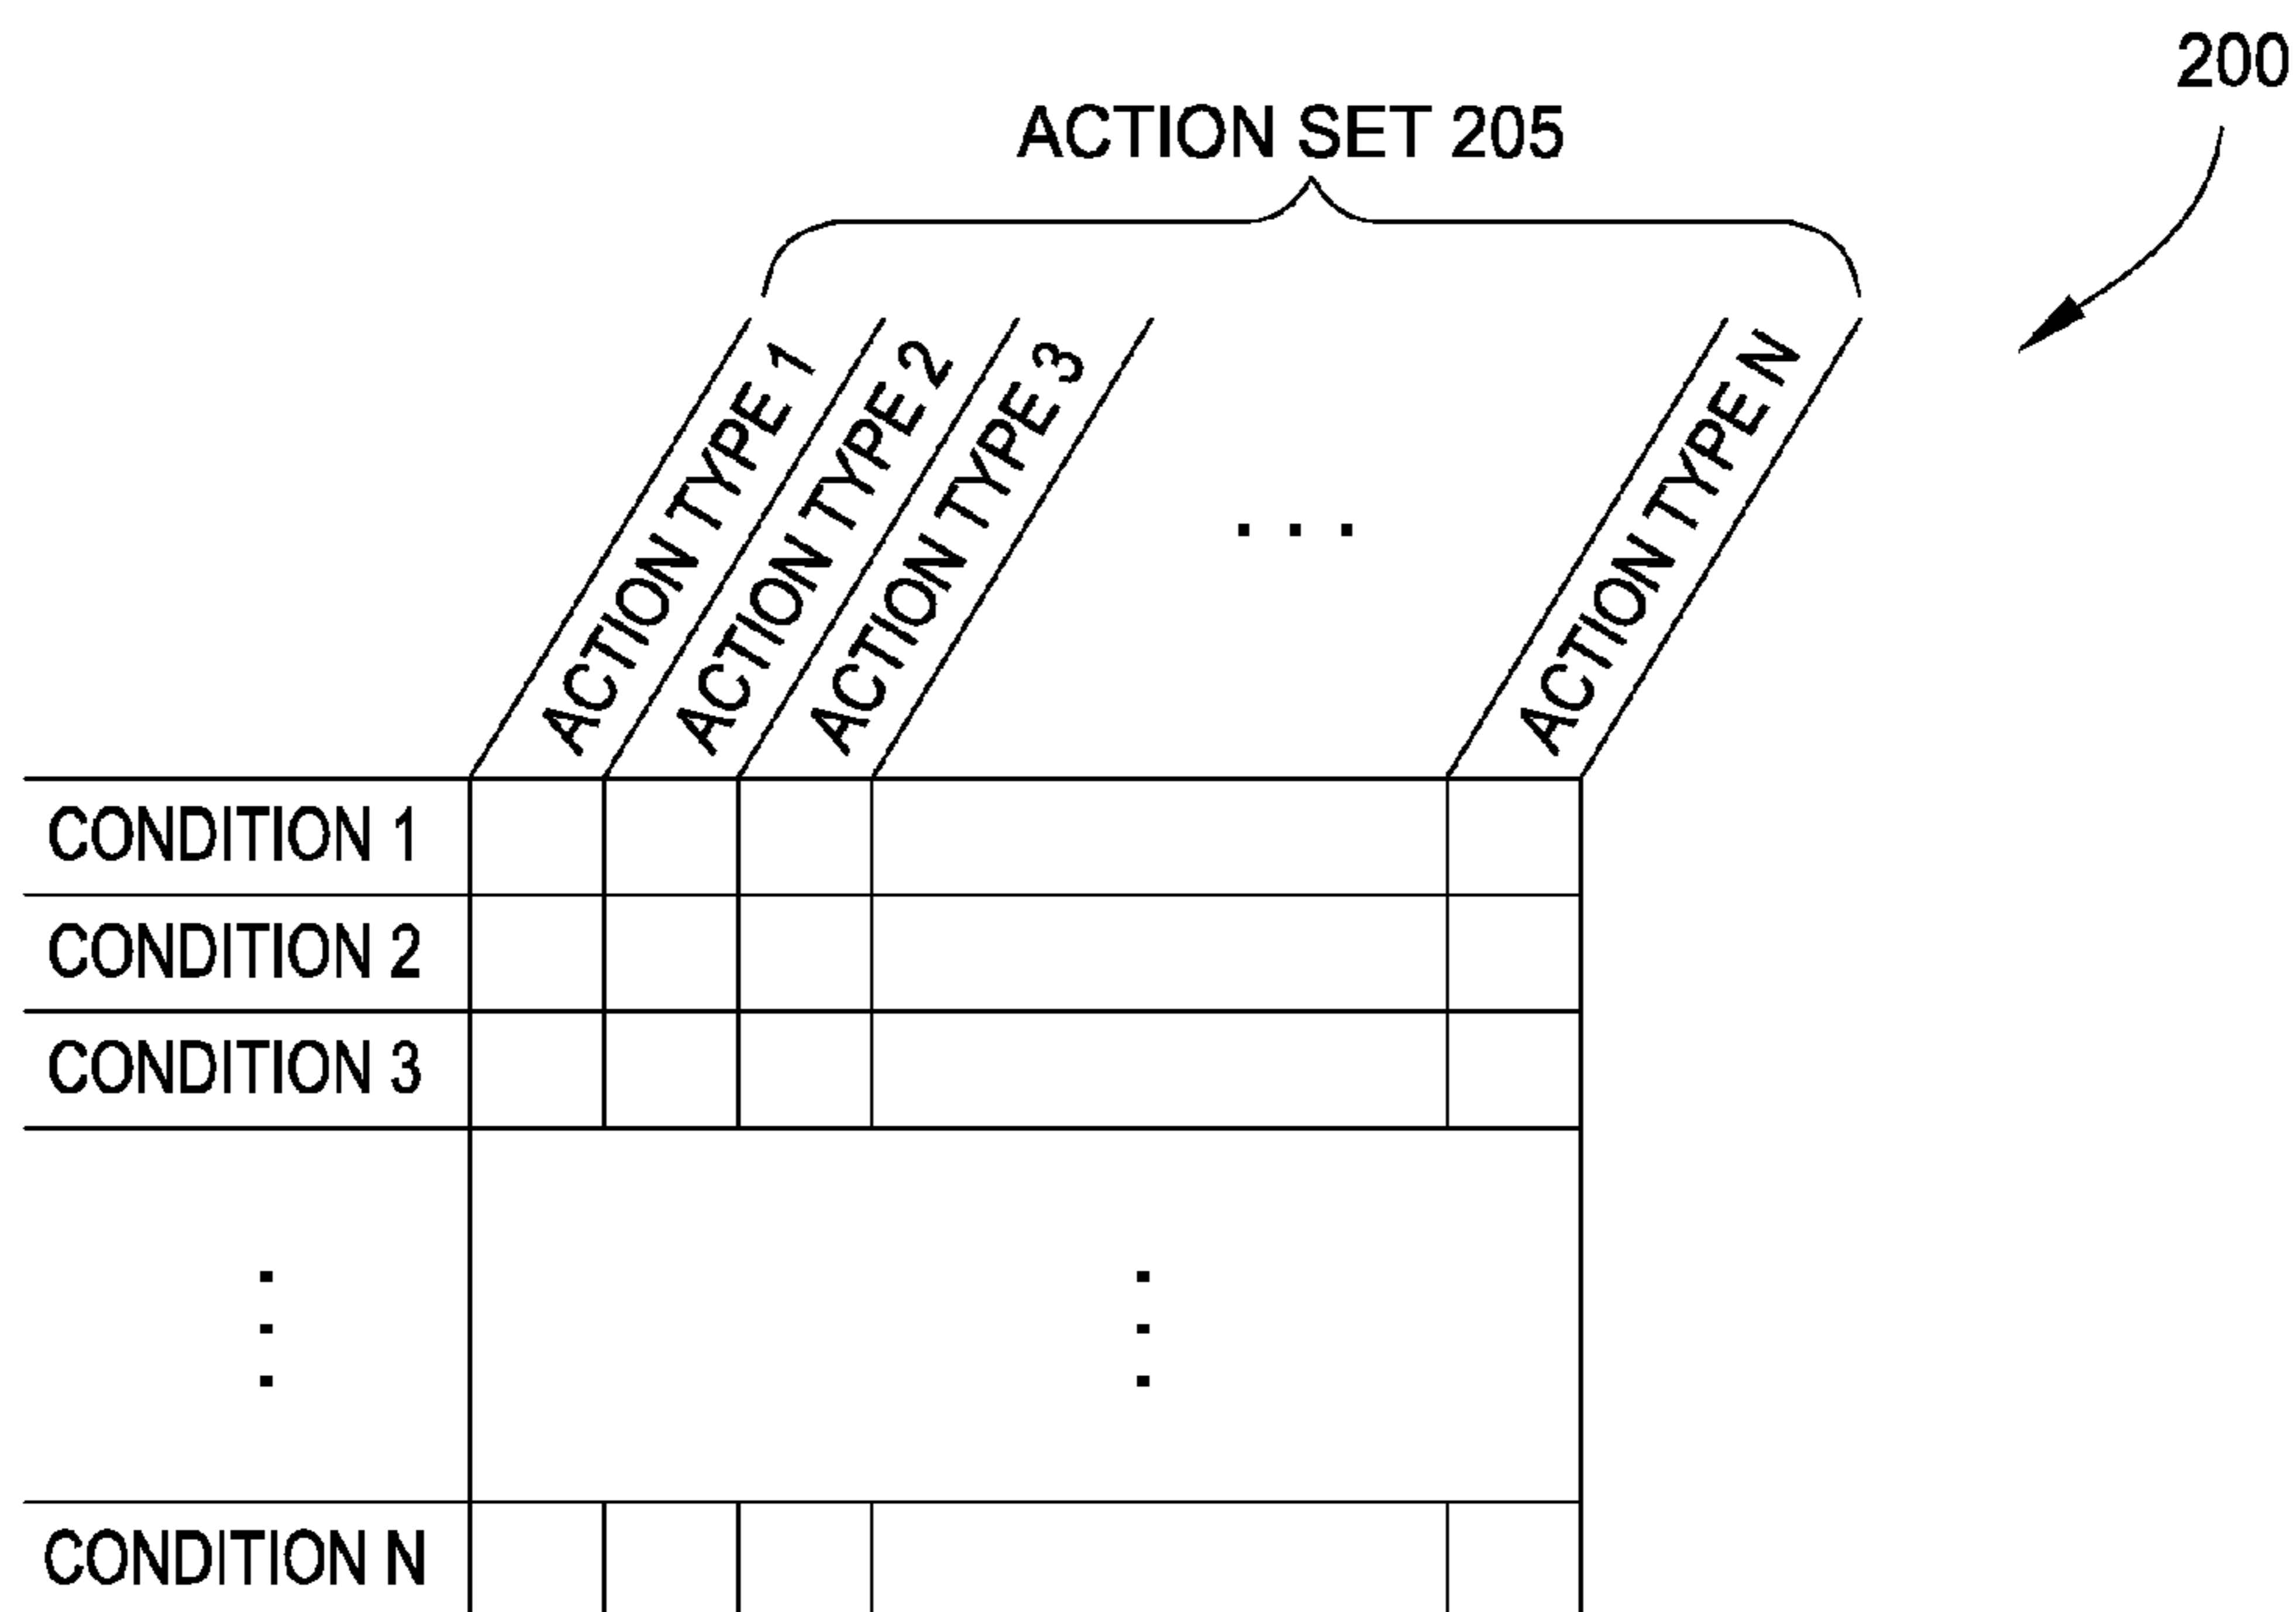 200
ACTION SET 205
ACTION TYPE 1
ACTION TYPE 2
ACTION TYPE 3
. . .
ACTION TYPE N
CONDITION 1
CONDITION 2
CONDITION 3
CONDITION N